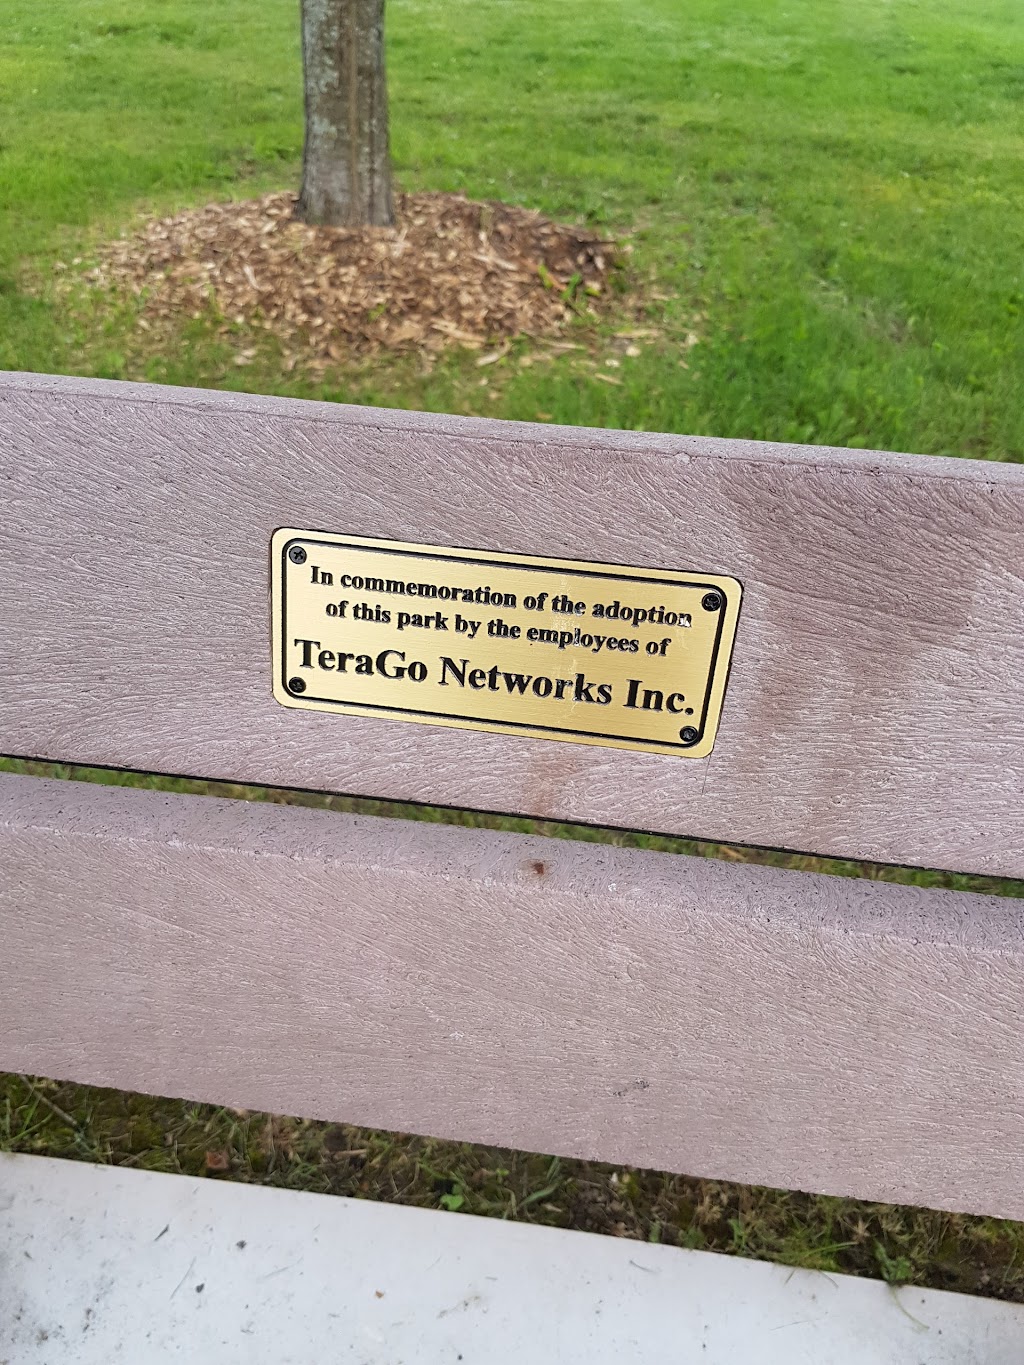 In commemoration of the adoption
of this park by the employees of
TeraGo Networks Inc.